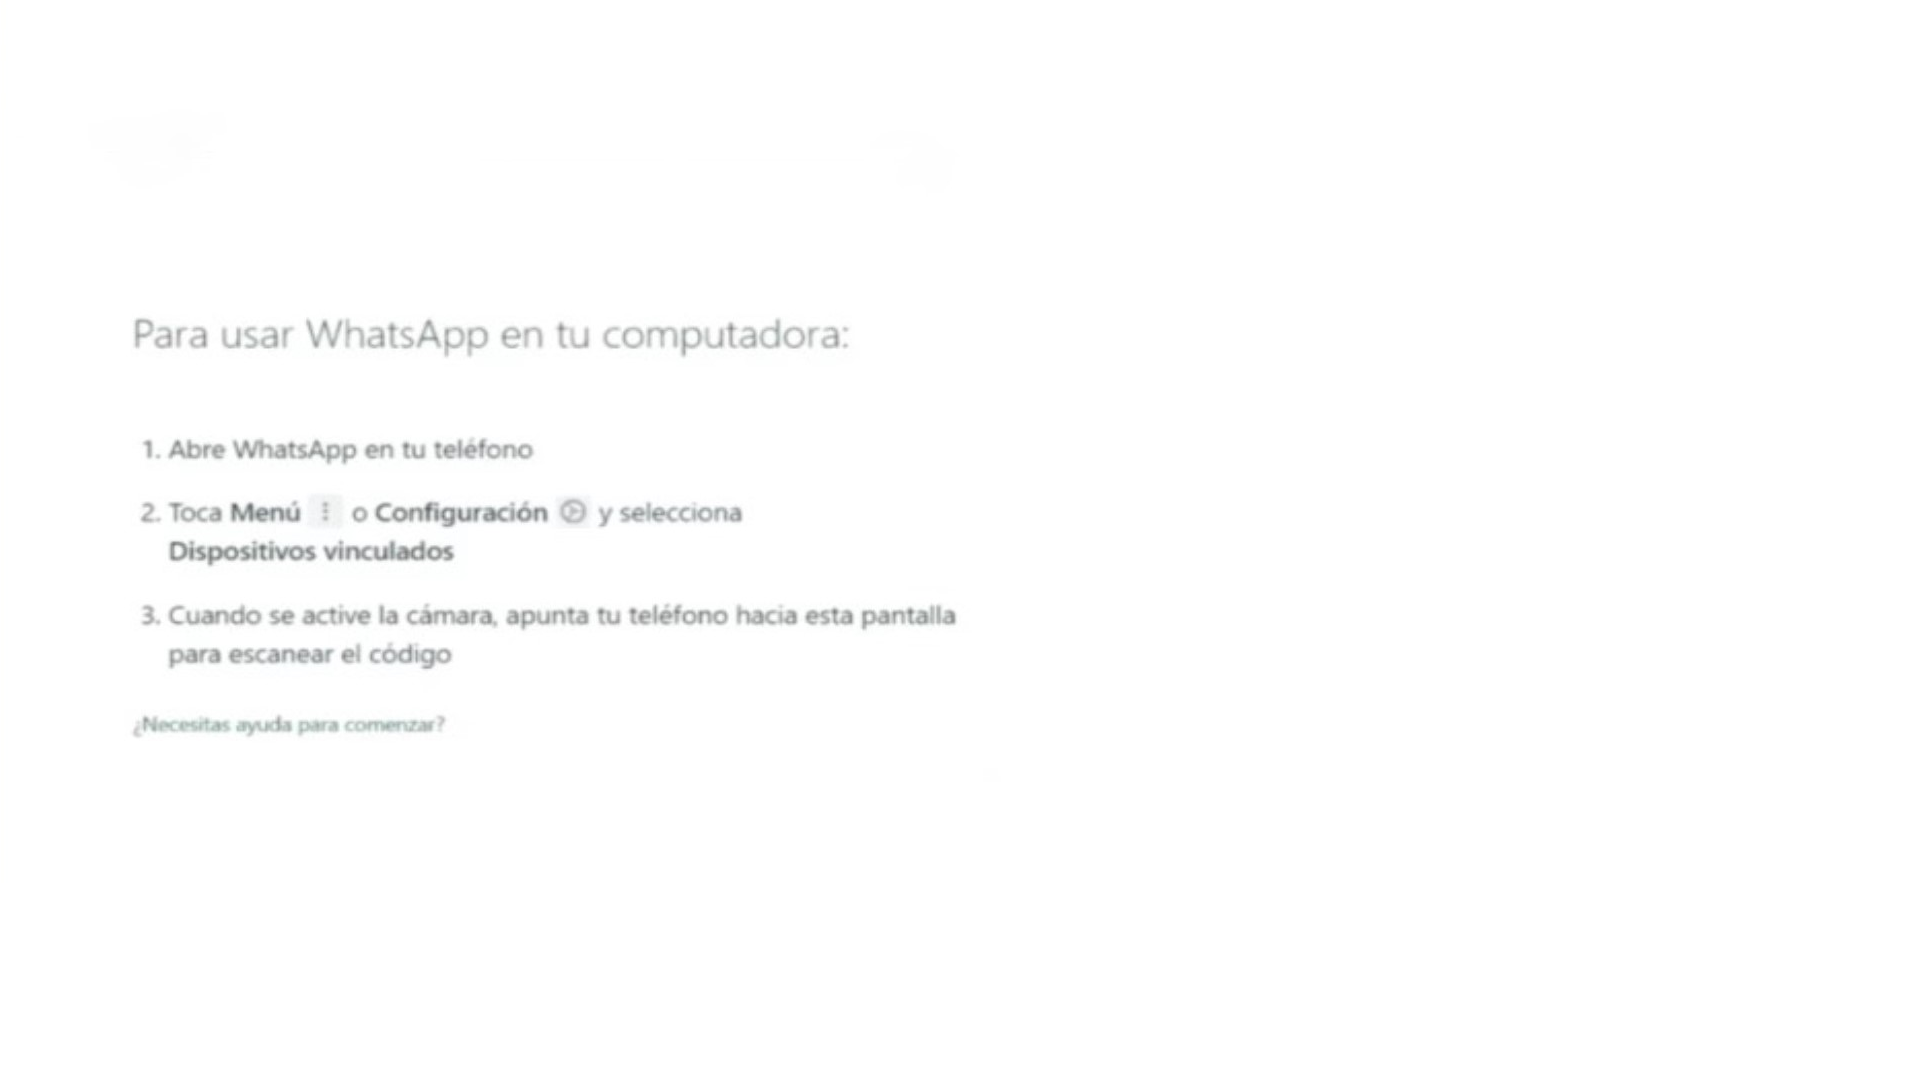 Para usar WhatsApp en tu computadora:
1. Abre WhatsApp en tu teléfono
2. Toca Menú ⋮ o Configuración y selecciona
Dispositivos vinculados
3. Cuando se active la cámara, apunta tu teléfono hacia esta pantalla
para escanear el código
¿Necesitas ayuda para comenzar?